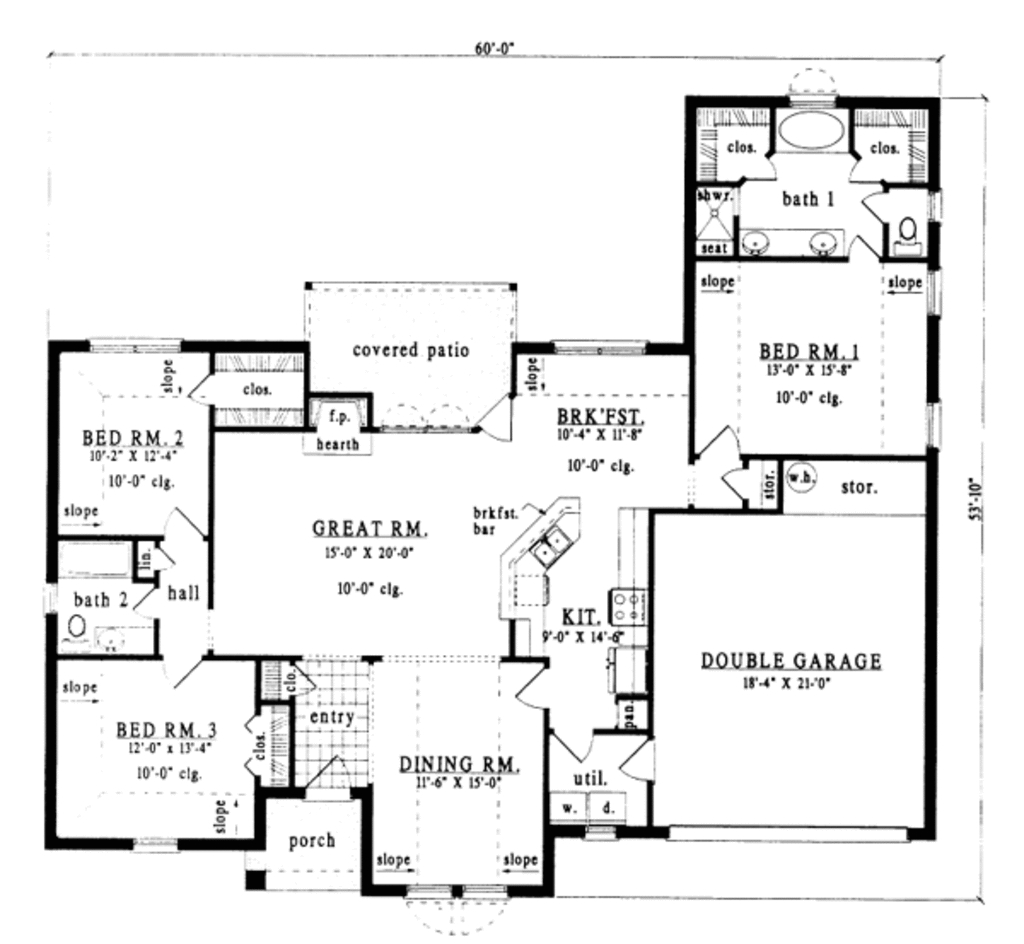 60'-0"
clos.
clos.
shwr.
bath 1
seat
slope
slope
BED RM. 1
13'-0" X 15'-8"
10'-0" clg.
covered patio
slope
clos.
slope
f.p.
hearth
BRK'FST.
10'-4" X 11'-8"
10'-0" clg.
BED RM. 2
10'-2" X 12'-4"
10'-0" clg.
slope
stor.
w.h.
stor.
53'-10"
GREAT RM.
15'-0" X 20'-0"
10'-0" clg.
brkfst.
bar
lin.
hall
bath 2
KIT.
9'-0" X 14'-6"
DOUBLE GARAGE
18'-4" X 21'-0"
slope
clo.
entry
pan.
BED RM. 3
12'-0" x 13'-4"
10'-0" clg.
clos.
slope
DINING RM.
11'-6" X 15'-0"
util.
w.
d.
porch
slope
slope